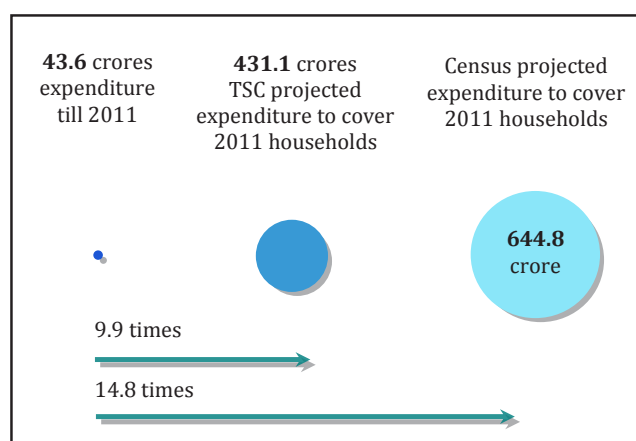 43.6 crores
expenditure
till 2011
431.1 crores
TSC projected
expenditure to cover
2011 households
Census projected
expenditure to cover
2011 households
644.8
crore
9.9 times
14.8 times